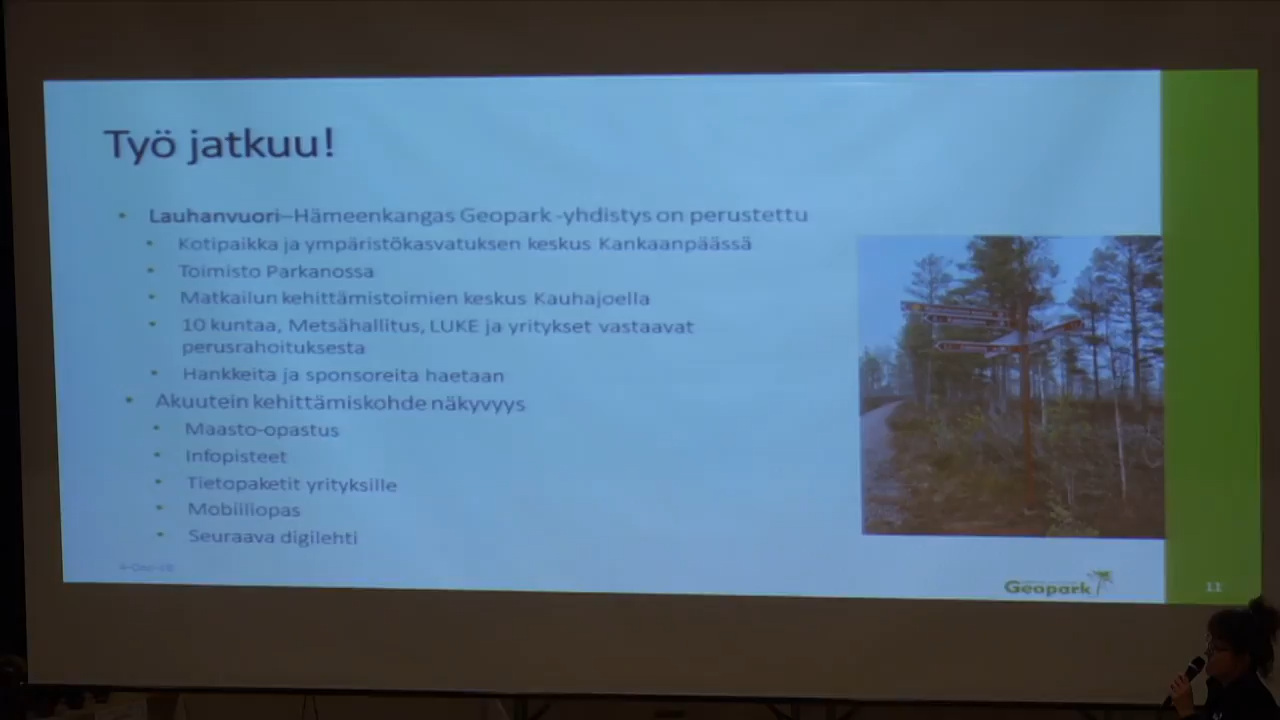 Työ jatkuu!
• Lauhanvuori–Hämeenkangas Geopark -yhdistys on perustettu
• Kotipaikka ja ympäristökasvatuksen keskus Kankaanpäässä
• Toimisto Parkanossa
• Matkailun kehittämistoimien keskus Kauhajoella
• 10 kuntaa, Metsähallitus, LUKE ja yritykset vastaavat
perusrahoituksesta
• Hankkeita ja sponsoreita haetaan
• Akuutein kehittämiskohde näkyvyys
• Maasto-opastus
• Infopisteet
• Tietopaketit yrityksille
• Mobiiliopas
• Seuraava digilehti
Geopark
11